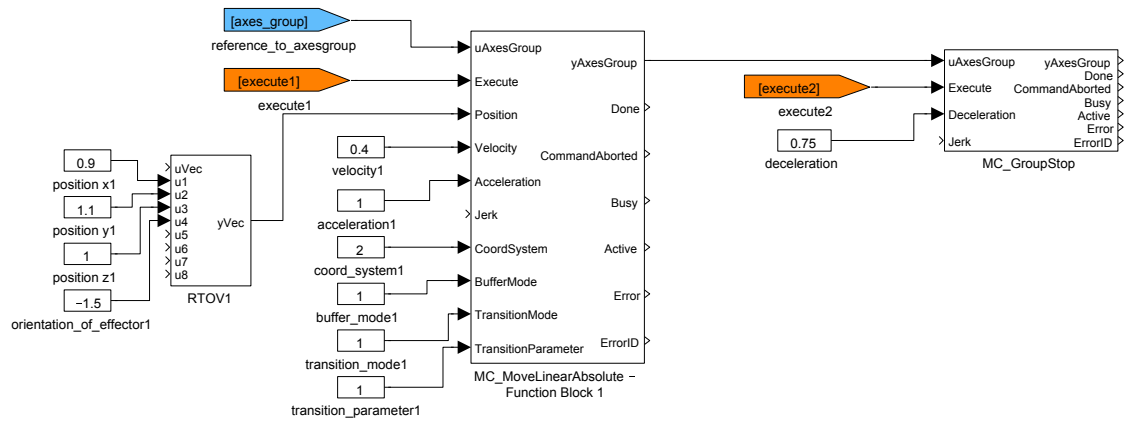 [axes_group]
reference_to_axesgroup
[execute1]
execute1
0.9
position x1
1.1
position y1
1
position z1
−1.5
orientation_of_effector1
uVec
u1
u2
u3
u4
u5
u6
u7
u8
yVec
RTOV1
0.4
velocity1
1
acceleration1
2
coord_system1
1
buffer_mode1
1
transition_mode1
1
transition_parameter1
uAxesGroup
Execute
Position
Velocity
Acceleration
Jerk
CoordSystem
BufferMode
TransitionMode
TransitionParameter
yAxesGroup
Done
CommandAborted
Busy
Active
Error
ErrorID
MC_MoveLinearAbsolute −
Function Block 1
[execute2]
execute2
0.75
deceleration
uAxesGroup
Execute
Deceleration
Jerk
yAxesGroup
Done
CommandAborted
Busy
Active
Error
ErrorID
MC_GroupStop